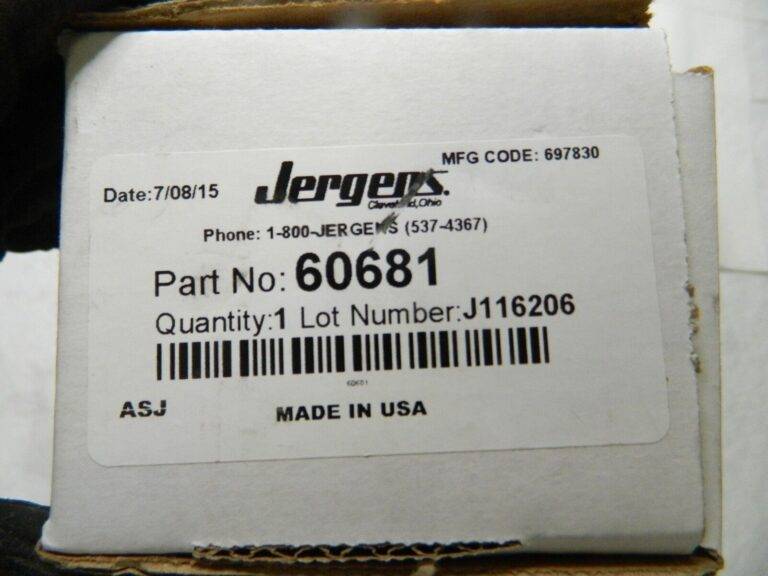 MFG CODE: 697830
Date:7/08/15
Jergens.
Cleveland, Ohio
Phone: 1-800-JERGENS (537-4367)
Part No: 60681
Quantity:1 Lot Number:J116206
60681
ASJ
MADE IN USA